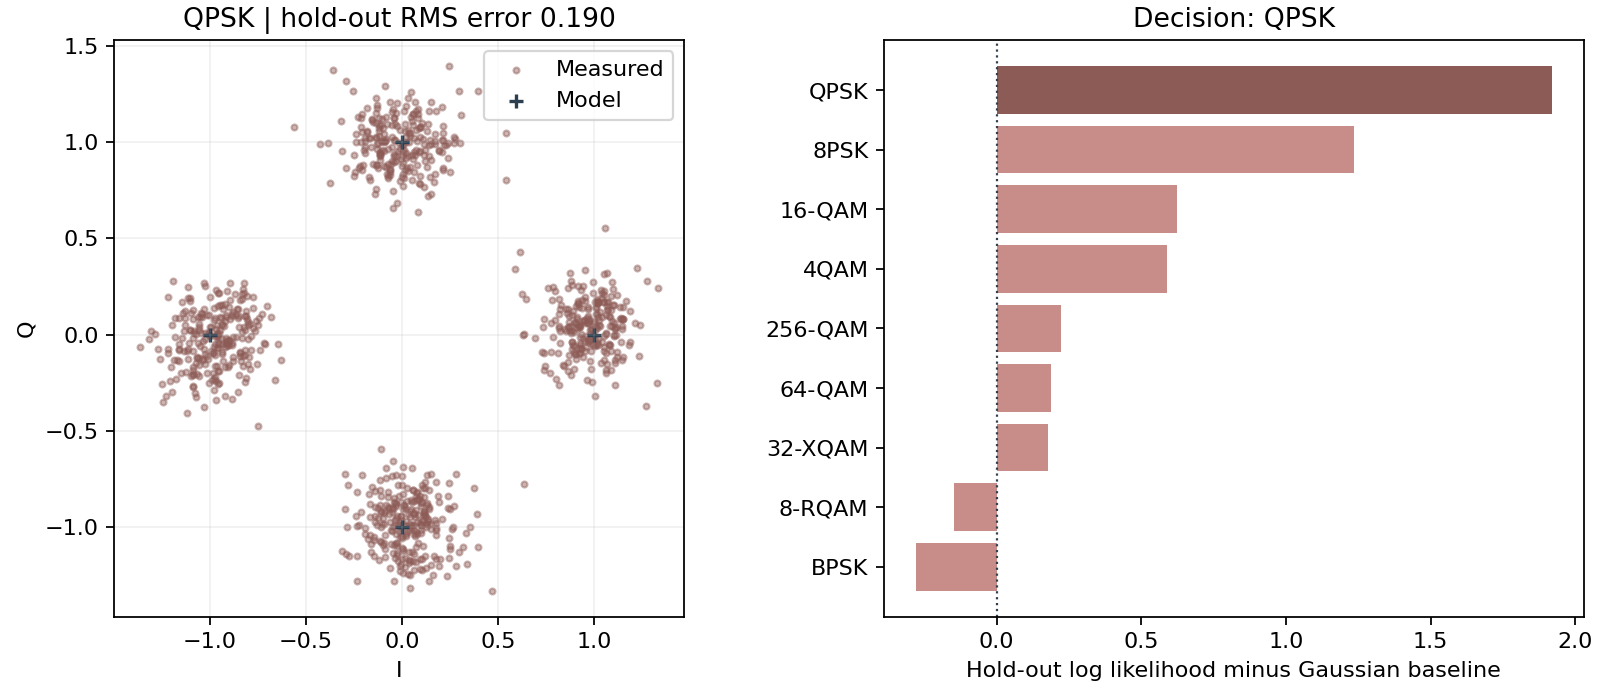 QPSK | hold-out RMS error 0.190
Measured
Model
1.5
1.0
0.5
0.0
−0.5
−1.0
Q
−1.0
−0.5
0.0
0.5
1.0
I
Decision: QPSK
QPSK
8PSK
16-QAM
4QAM
256-QAM
64-QAM
32-XQAM
8-RQAM
BPSK
0.0
0.5
1.0
1.5
2.0
Hold-out log likelihood minus Gaussian baseline